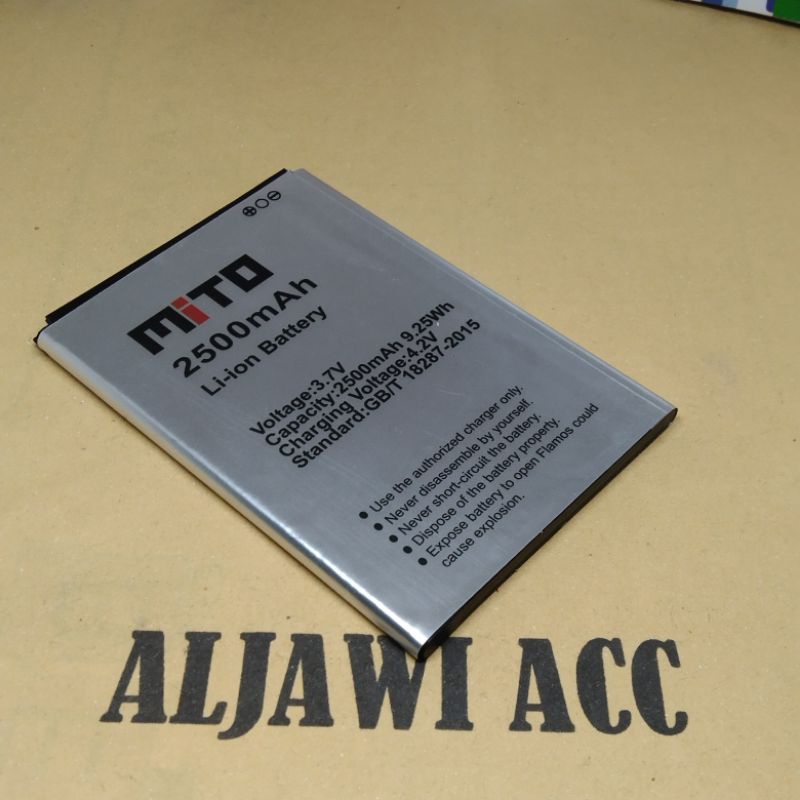 ⊕○⊖
MiTO
2500mAh
Li-ion Battery
Voltage:3.7V
Capacity:2500mAh 9.25Wh
Charging Voltage:4.2V
Standard:GB/T 18287-2015
● Use the authorized charger only.
● Never disassemble by yourself.
● Never short-circuit the battery.
● Dispose of the battery property.
● Expose battery to open Flamos could
cause explosion.
ALJAWI ACC